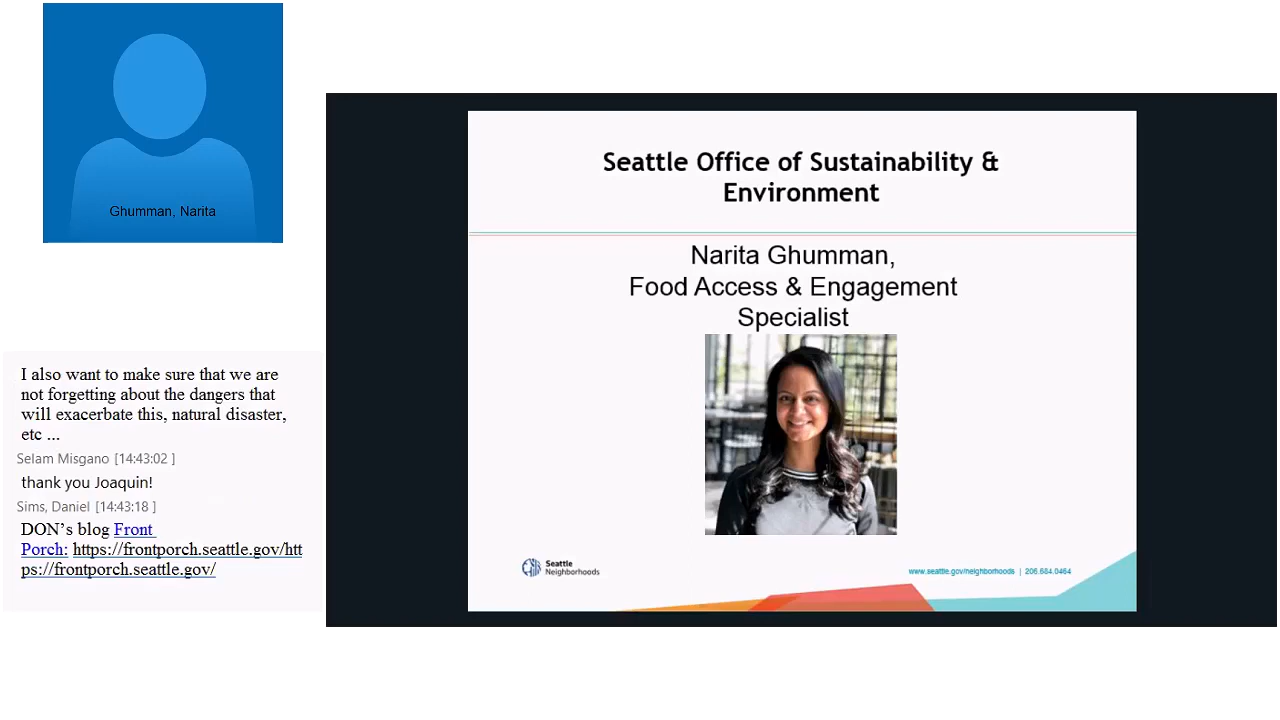 Ghumman, Narita
I also want to make sure that we are
not forgetting about the dangers that
will exacerbate this, natural disaster,
etc ...
Selam Misgano [14:43:02 ]
thank you Joaquin!
Sims, Daniel [14:43:18 ]
DON’s blog Front
Porch: https://frontporch.seattle.gov/htt
ps://frontporch.seattle.gov/
Seattle Office of Sustainability &
Environment
Narita Ghumman,
Food Access & Engagement
Specialist
Seattle
Neighborhoods
www.seattle.gov/neighborhoods | 206.684.0464